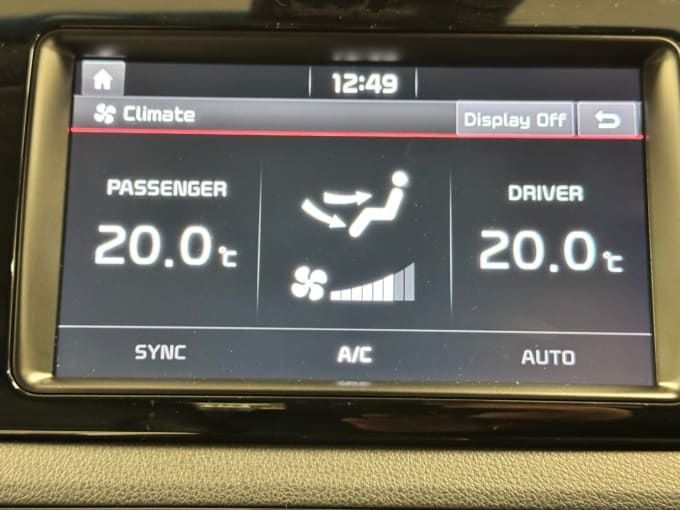 12:49
Climate Display Off
PASSENGER DRIVER
20.0℃ 20.0℃
SYNC A/C AUTO